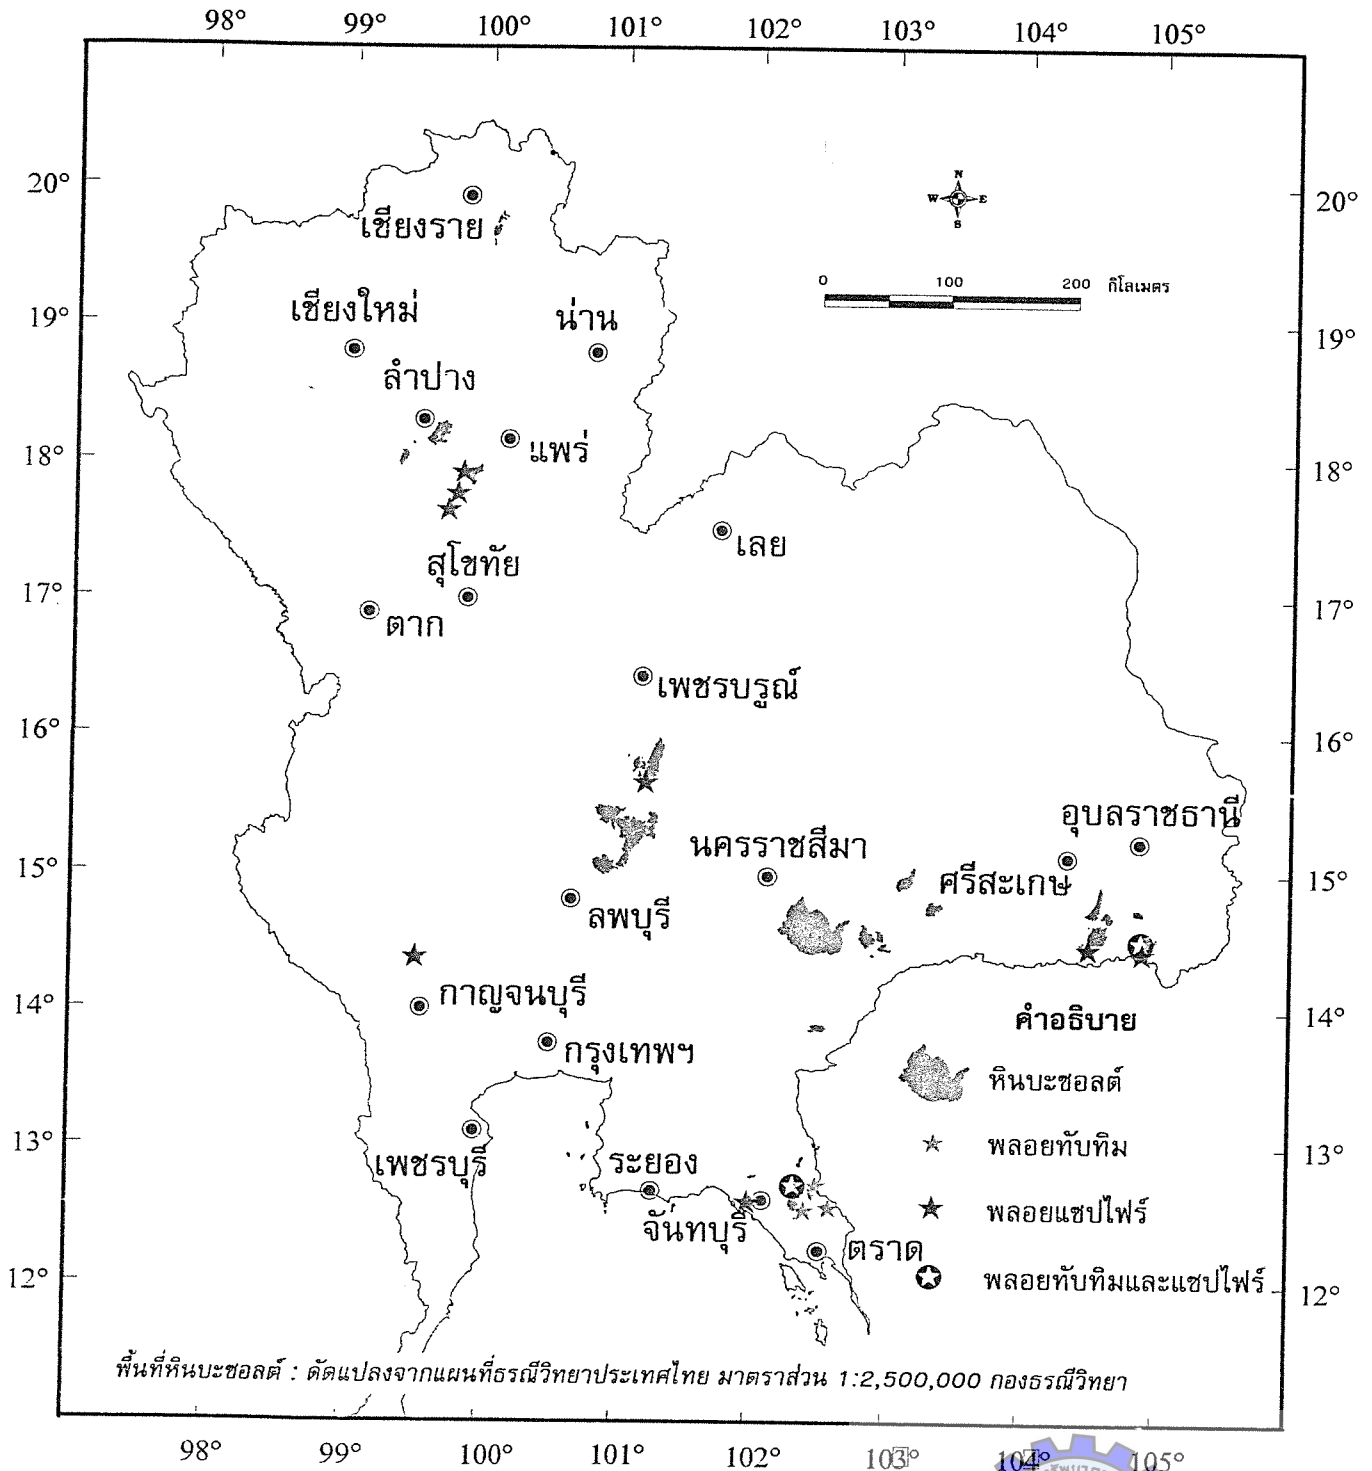 98° 99° 100° 101° 102° 103° 104° 105°
20° 20°
N
W E
S
เชียงราย
0 100 200 กิโลเมตร
เชียงใหม่ น่าน
19° 19°
ลำปาง
แพร่
18° 18°
เลย
สุโขทัย
17° 17°
ตาก
เพชรบรูณ์
16° 16°
อุบลราชธานี
นครราชสีมา
15° 15°
ศรีสะเกษ
ลพบุรี
กาญจนบุรี
14° 14°
คำอธิบาย
กรุงเทพฯ
หินบะซอลต์
13° 13°
พลอยทับทิม
เพชรบุรี
ระยอง
พลอยแซปไฟร์
จันทบุรี
ตราด
12° 12°
พลอยทับทิมและแซปไฟร์
พื้นที่หินบะซอลต์ : ดัดแปลงจากแผนที่ธรณีวิทยาประเทศไทย มาตราส่วน 1:2,500,000 กองธรณีวิทยา
98° 99° 100° 101° 102° 103° 104° 105°